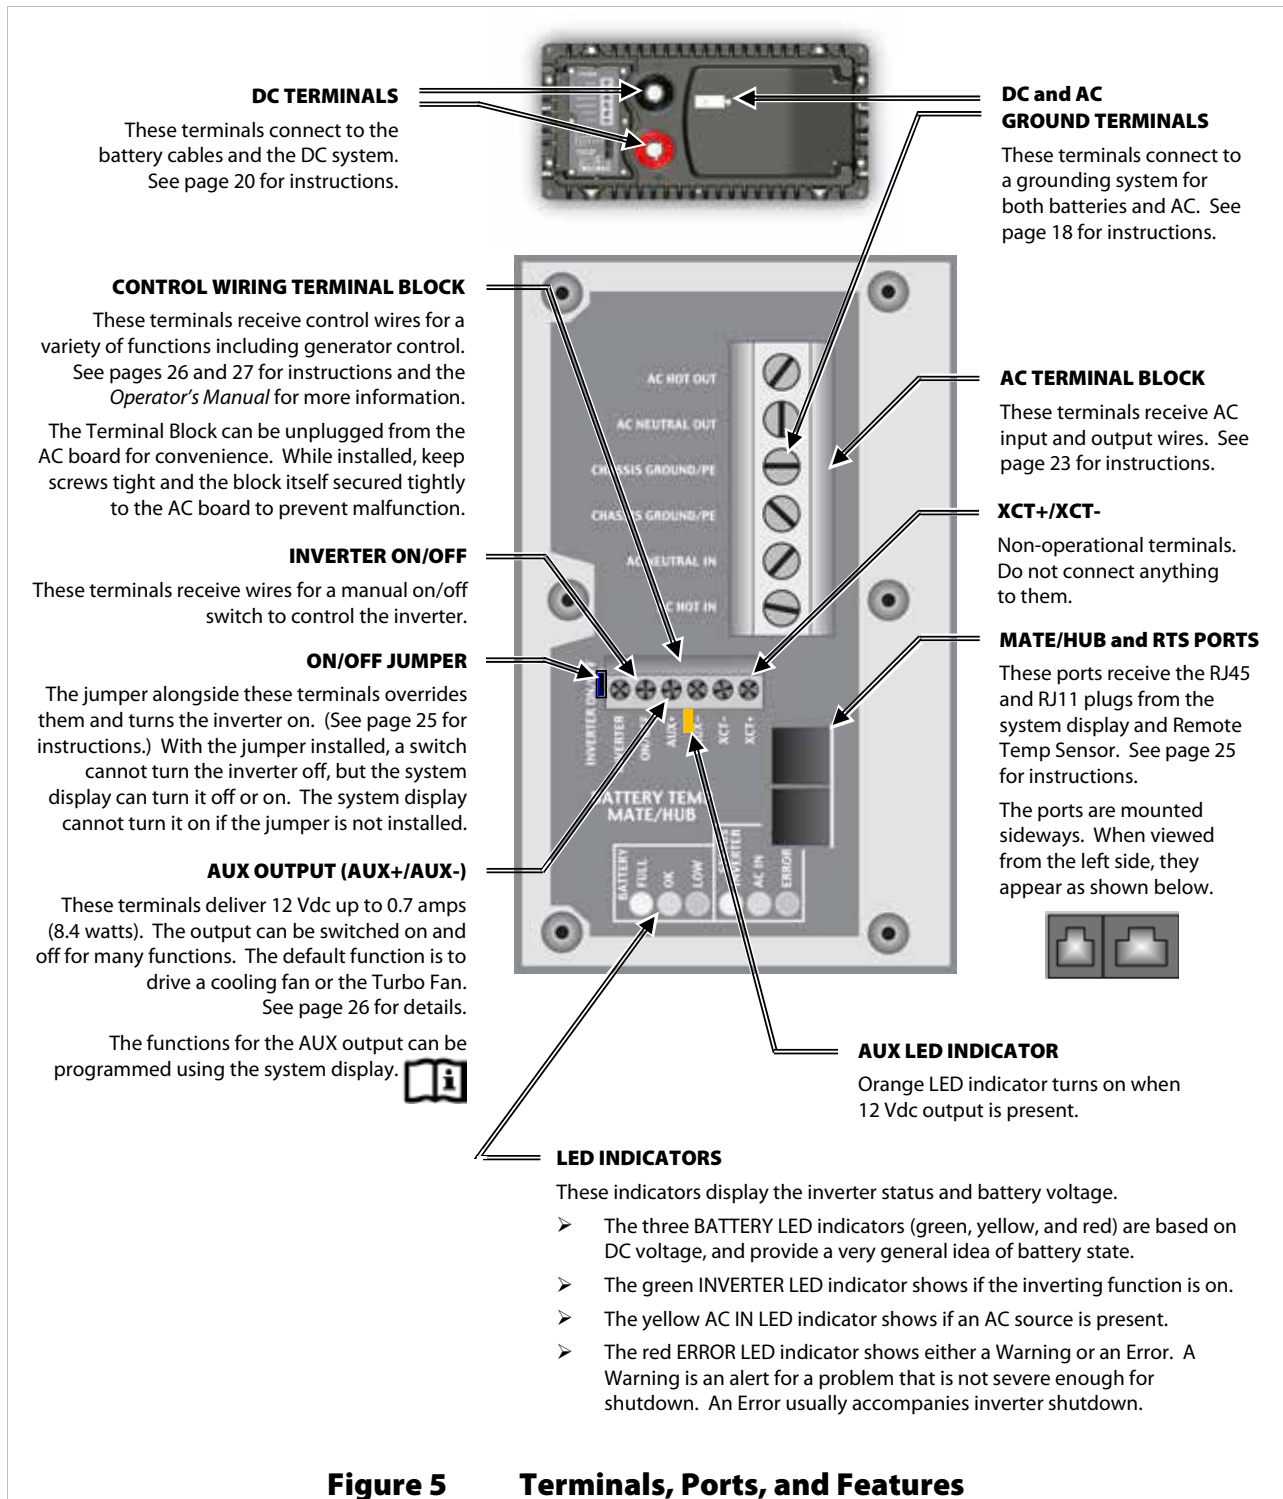 DC TERMINALS
These terminals connect to the
battery cables and the DC system.
See page 20 for instructions.
DC and AC
GROUND TERMINALS
These terminals connect to
a grounding system for
both batteries and AC. See
page 18 for instructions.
CONTROL WIRING TERMINAL BLOCK
These terminals receive control wires for a
variety of functions including generator control.
See pages 26 and 27 for instructions and the
Operator's Manual for more information.
The Terminal Block can be unplugged from the
AC board for convenience. While installed, keep
screws tight and the block itself secured tightly
to the AC board to prevent malfunction.
INVERTER ON/OFF
These terminals receive wires for a manual on/off
switch to control the inverter.
ON/OFF JUMPER
The jumper alongside these terminals overrides
them and turns the inverter on. (See page 25 for
instructions.) With the jumper installed, a switch
cannot turn the inverter off, but the system
display can turn it off or on. The system display
cannot turn it on if the jumper is not installed.
AUX OUTPUT (AUX+/AUX-)
These terminals deliver 12 Vdc up to 0.7 amps
(8.4 watts). The output can be switched on and
off for many functions. The default function is to
drive a cooling fan or the Turbo Fan.
See page 26 for details.
The functions for the AUX output can be
programmed using the system display.
AC HOT OUT
AC NEUTRAL OUT
CHASSIS GROUND/PE
CHASSIS GROUND/PE
AC NEUTRAL IN
HOT IN
INVERTER
ON/OFF
AUX+
XCT-
XCT+
BATTERY TEMP
MATE/HUB
BATTERY
FULL
OK
LOW
INVERTER
AC IN
ERROR
AC TERMINAL BLOCK
These terminals receive AC
input and output wires. See
page 23 for instructions.
XCT+/XCT-
Non-operational terminals.
Do not connect anything
to them.
MATE/HUB and RTS PORTS
These ports receive the RJ45
and RJ11 plugs from the
system display and Remote
Temp Sensor. See page 25
for instructions.
The ports are mounted
sideways. When viewed
from the left side, they
appear as shown below.
AUX LED INDICATOR
Orange LED indicator turns on when
12 Vdc output is present.
LED INDICATORS
These indicators display the inverter status and battery voltage.
➢ The three BATTERY LED indicators (green, yellow, and red) are based on
DC voltage, and provide a very general idea of battery state.
➢ The green INVERTER LED indicator shows if the inverting function is on.
➢ The yellow AC IN LED indicator shows if an AC source is present.
➢ The red ERROR LED indicator shows either a Warning or an Error. A
Warning is an alert for a problem that is not severe enough for
shutdown. An Error usually accompanies inverter shutdown.
Figure 5 Terminals, Ports, and Features